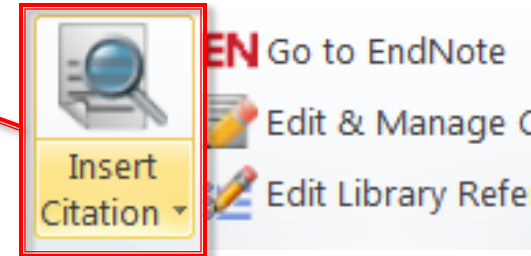 EN Go to EndNote
Edit & Manage
Edit Library
Insert
Citation